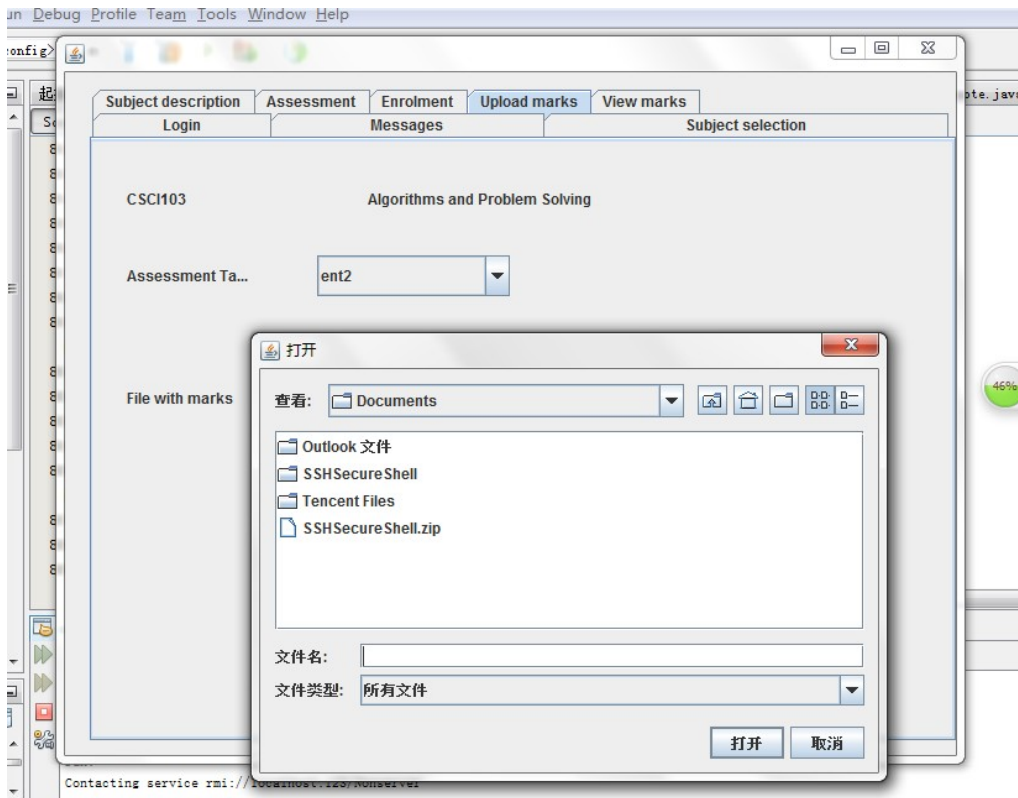 un Debug Profile Team Tools Window Help
onfig>
起
ote.java
Subject description Assessment Enrolment Upload marks View marks
Login Messages Subject selection
CSCI103 Algorithms and Problem Solving
Assessment Ta... ent2
File with marks
打开
查看: Documents
Outlook 文件
SSHSecureShell
Tencent Files
SSHSecureShell.zip
文件名:
文件类型: 所有文件
打开 取消
46%
Contacting service rmi://localhost:123/